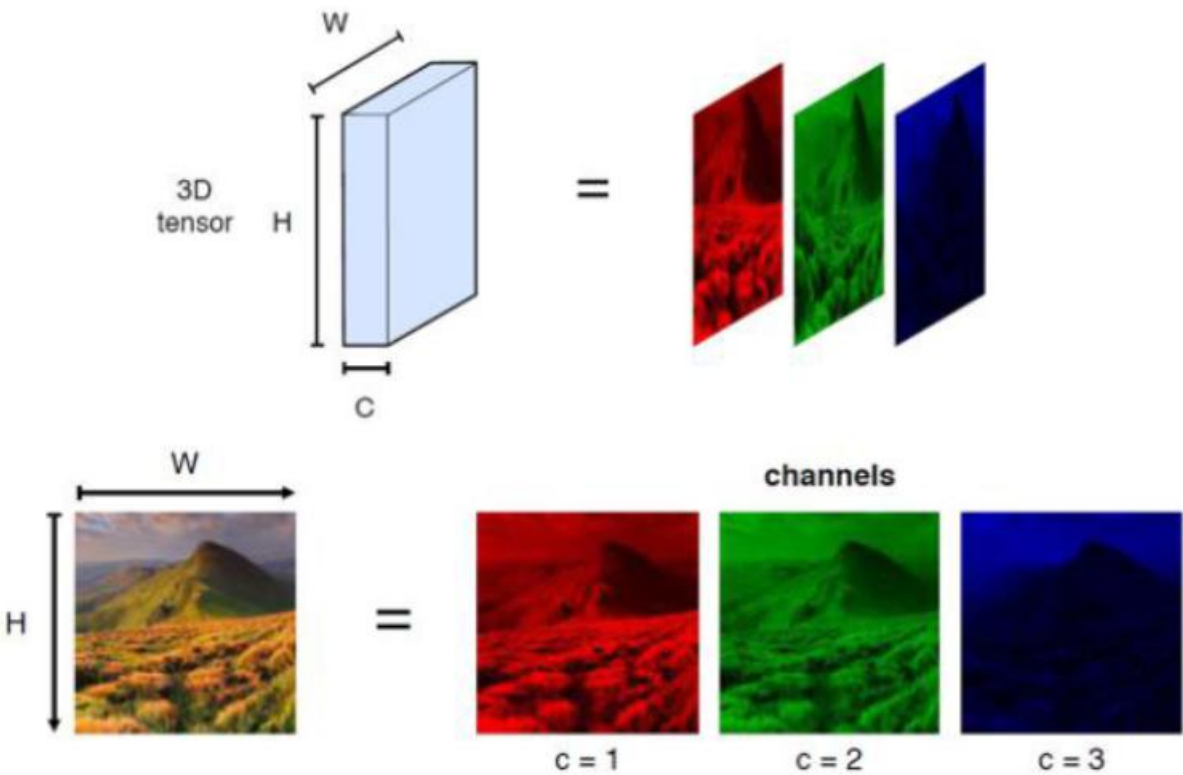 W
3D
tensor
H
=
C
W
channels
H
=
c = 1
c = 2
c = 3